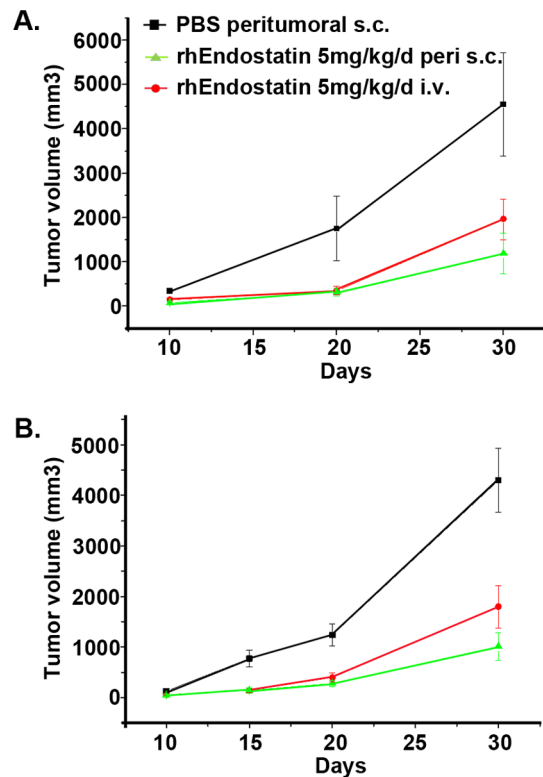 A.
PBS peritumoral s.c.
rhEndostatin 5mg/kg/d peri s.c.
rhEndostatin 5mg/kg/d i.v.
Tumor volume (mm3)
6000
5000
4000
3000
2000
1000
0
10 15 20 25 30
Days
B.
Tumor volume (mm3)
5000
4000
3000
2000
1000
0
10 15 20 25 30
Days